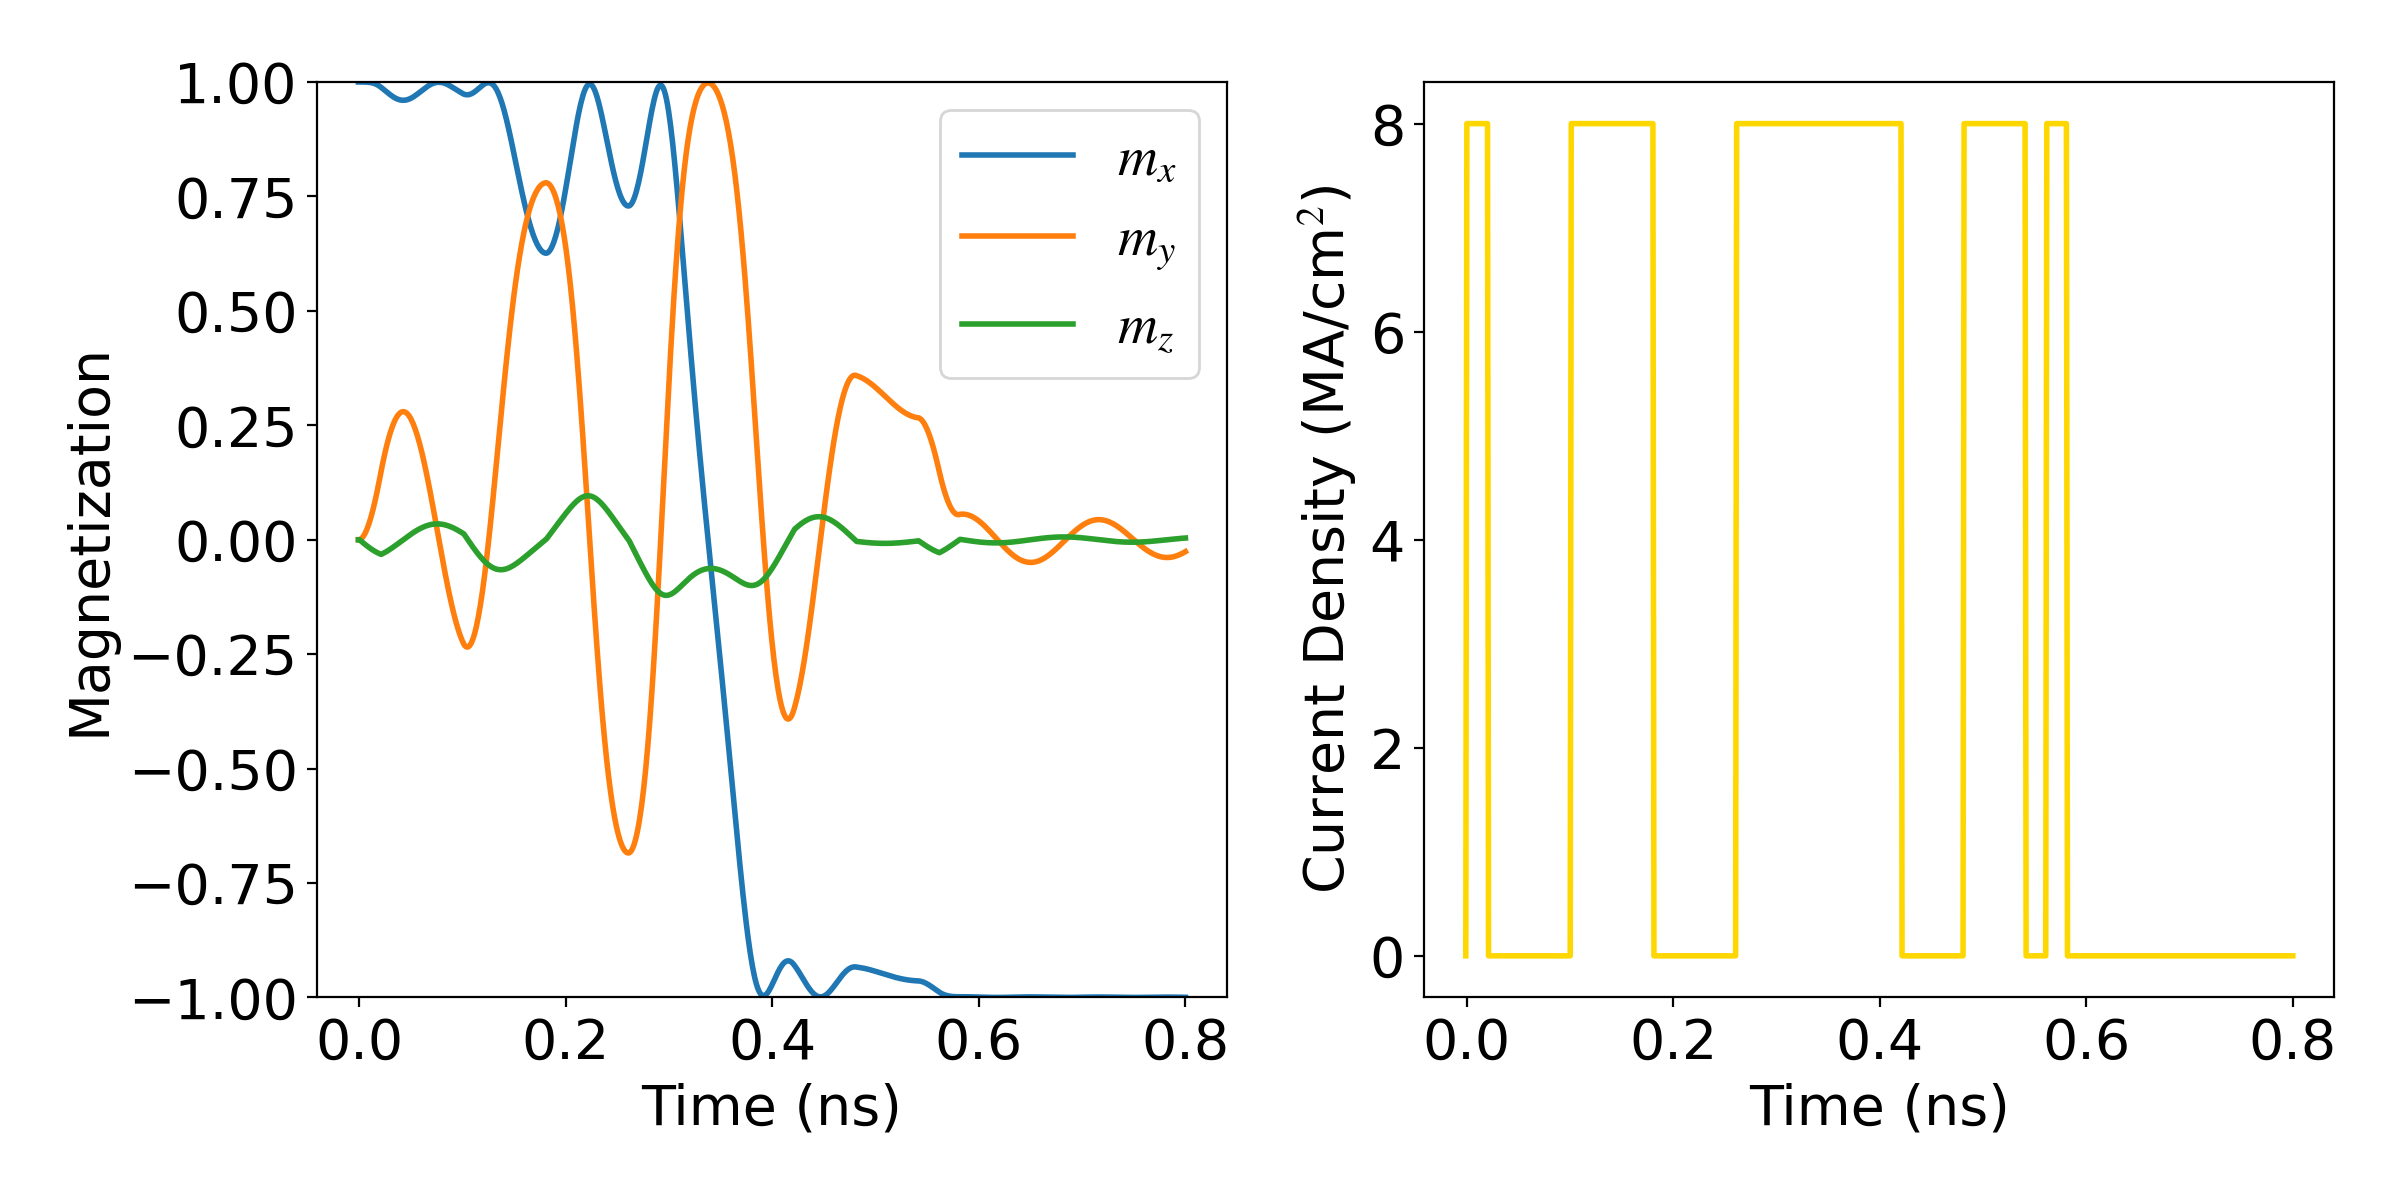 Magnetization
1.00
0.75
0.50
0.25
0.00
−0.25
−0.50
−0.75
−1.00
0.0 0.2 0.4 0.6 0.8
Time (ns)
m_x
m_y
m_z
Current Density (MA/cm²)
8
6
4
2
0
0.0 0.2 0.4 0.6 0.8
Time (ns)